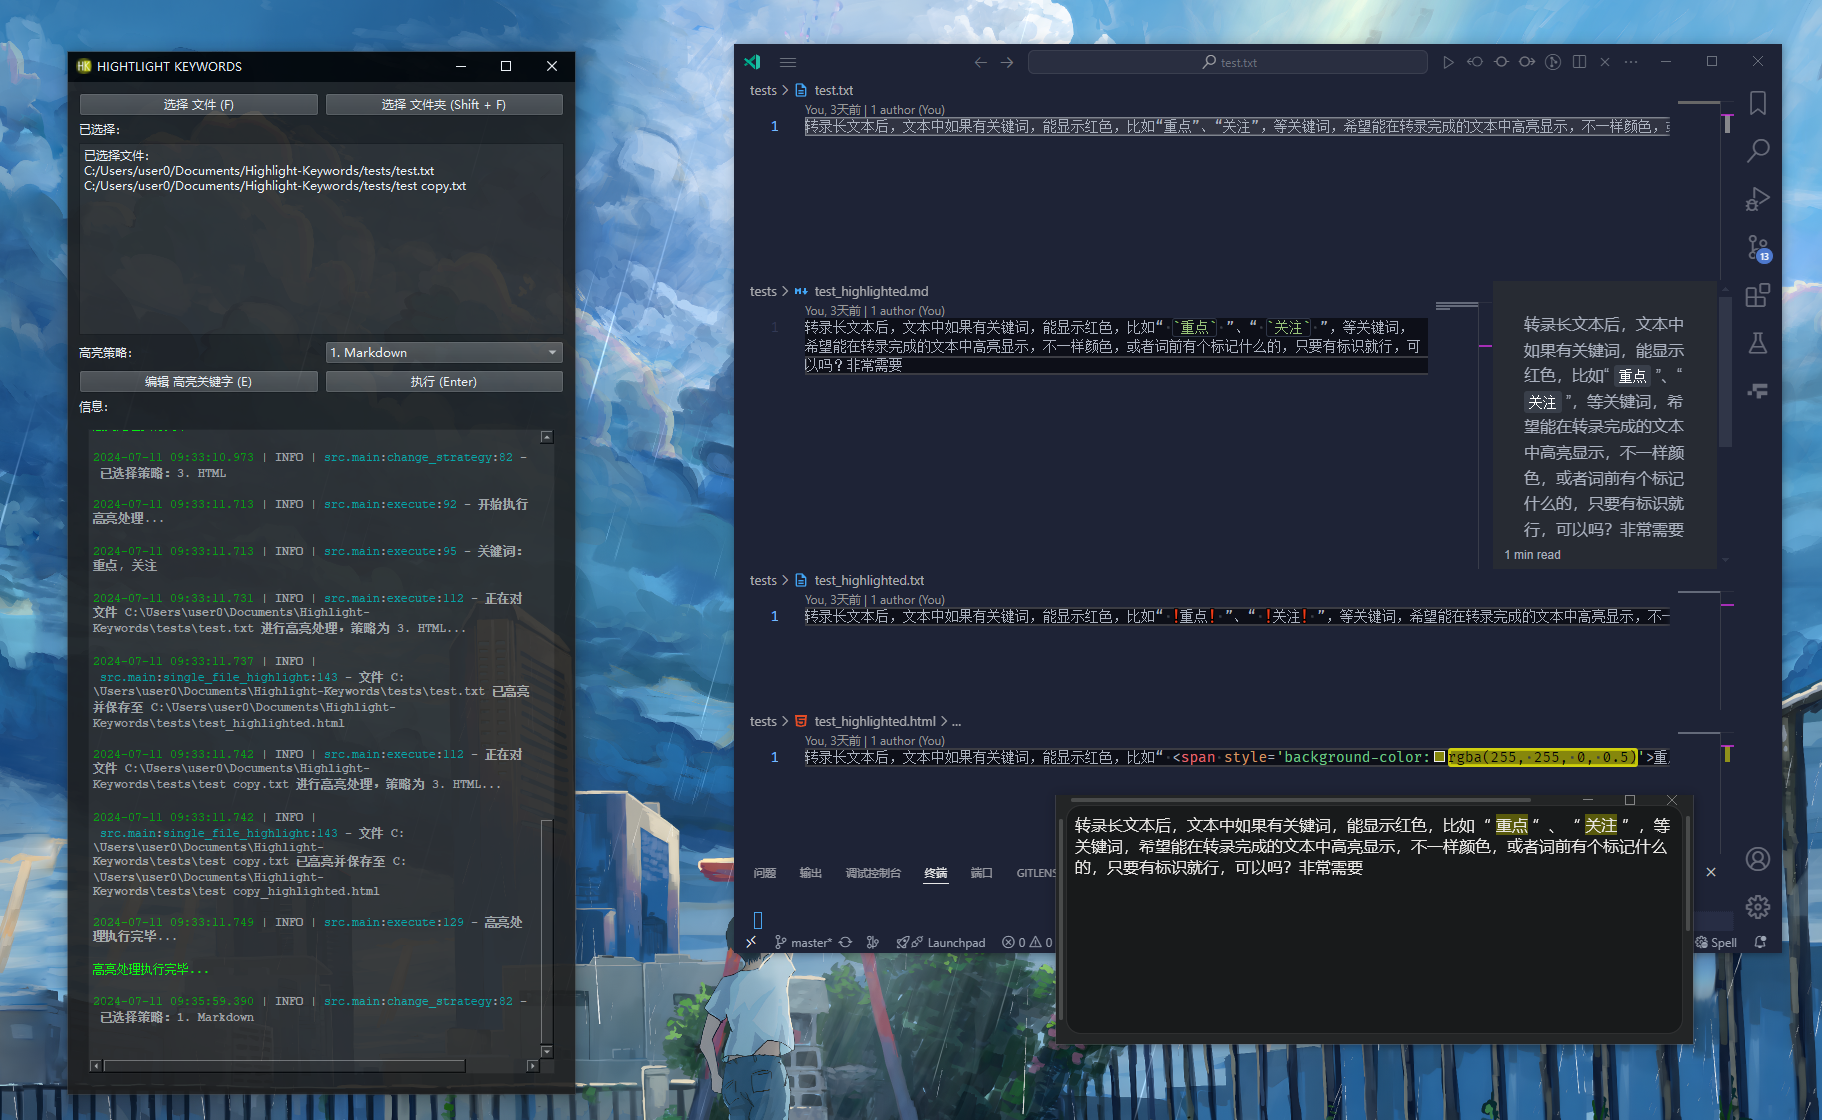 HIGHTLIGHT KEYWORDS
选择 文件 (F)
选择 文件夹 (Shift + F)
已选择:
已选择文件:
C:/Users/user0/Documents/Highlight-Keywords/tests/test.txt
C:/Users/user0/Documents/Highlight-Keywords/tests/test copy.txt
高亮策略:
1. Markdown
编辑 高亮关键字 (E)
执行 (Enter)
信息:
2024-07-11 09:33:10.973 | INFO | src.main:change_strategy:82 -
已选择策略: 3. HTML
2024-07-11 09:33:11.713 | INFO | src.main:execute:92 - 开始执行
高亮处理...
2024-07-11 09:33:11.713 | INFO | src.main:execute:95 - 关键词:
重点, 关注
2024-07-11 09:33:11.731 | INFO | src.main:execute:112 - 正在对
文件 C:\Users\user0\Documents\Highlight-
Keywords\tests\test.txt 进行高亮处理，策略为 3. HTML...
2024-07-11 09:33:11.737 | INFO |
src.main:single_file_highlight:143 - 文件 C:
\Users\user0\Documents\Highlight-Keywords\tests\test.txt 已高亮
并保存至 C:\Users\user0\Documents\Highlight-
Keywords\tests\test_highlighted.html
2024-07-11 09:33:11.742 | INFO | src.main:execute:112 - 正在对
文件 C:\Users\user0\Documents\Highlight-
Keywords\tests\test copy.txt 进行高亮处理，策略为 3. HTML...
2024-07-11 09:33:11.742 | INFO |
src.main:single_file_highlight:143 - 文件 C:
\Users\user0\Documents\Highlight-
Keywords\tests\test copy.txt 已高亮并保存至 C:
\Users\user0\Documents\Highlight-
Keywords\tests\test copy_highlighted.html
2024-07-11 09:33:11.749 | INFO | src.main:execute:129 - 高亮处
理执行完毕...
高亮处理执行完毕...
2024-07-11 09:35:59.390 | INFO | src.main:change_strategy:82 -
已选择策略: 1. Markdown
test.txt
tests > test.txt
You, 3天前 | 1 author (You)
1 转录长文本后，文本中如果有关键词，能显示红色，比如“重点”、“关注”，等关键词，希望能在转录完成的文本中高亮显示，不一样颜色，
13
tests > test_highlighted.md
You, 3天前 | 1 author (You)
1 转录长文本后，文本中如果有关键词，能显示红色，比如“ `重点` ”、“ `关注` ”，等关键词，
希望能在转录完成的文本中高亮显示，不一样颜色，或者词前有个标记什么的，只要有标识就行，可
以吗？非常需要
转录长文本后，文本中
如果有关键词，能显示
红色，比如“ 重点 ”、“
关注 ”，等关键词，希
望能在转录完成的文本
中高亮显示，不一样颜
色，或者词前有个标记
什么的，只要有标识就
行，可以吗？非常需要
1 min read
tests > test_highlighted.txt
You, 3天前 | 1 author (You)
1 转录长文本后，文本中如果有关键词，能显示红色，比如“ ❗重点❗ ”、“ ❗关注❗ ”，等关键词，希望能在转录完成的文本中高亮显示，不一
tests > test_highlighted.html > ...
You, 3天前 | 1 author (You)
1 转录长文本后，文本中如果有关键词，能显示红色，比如“ <span style='background-color:rgba(255, 255, 0, 0.5)'>重
转录长文本后，文本中如果有关键词，能显示红色，比如 “ 重点 ” 、 “ 关注 ” ，等
关键词，希望能在转录完成的文本中高亮显示，不一样颜色，或者词前有个标记什么
的，只要有标识就行，可以吗？非常需要
问题 输出 调试控制台 终端 端口 GITLENS
master* Launchpad 0 0
Spell